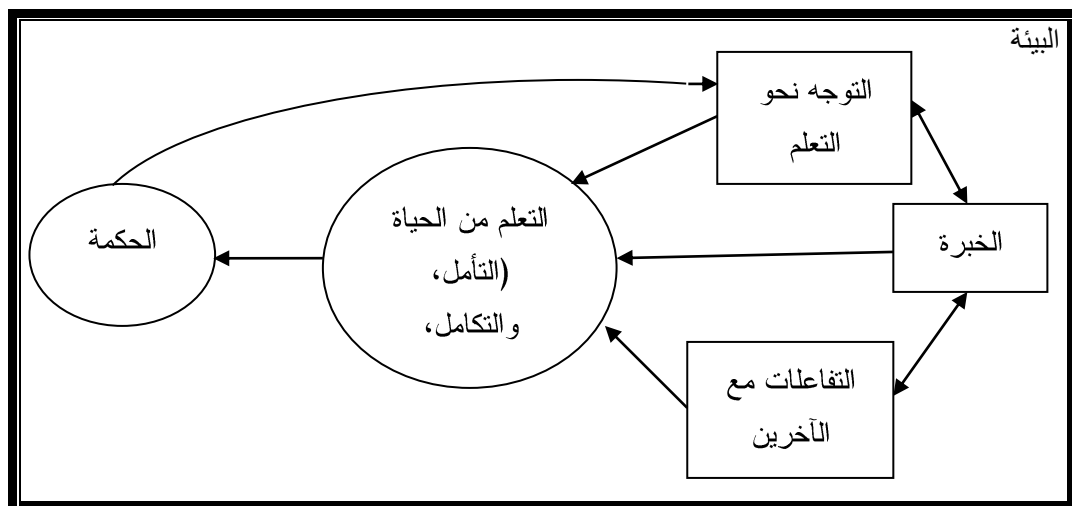 البيئة
التوجه نحو
التعلم
الخبرة
التعلم من الحياة
(التأمل،
والتكامل،
الحكمة
التفاعلات مع
الآخرين